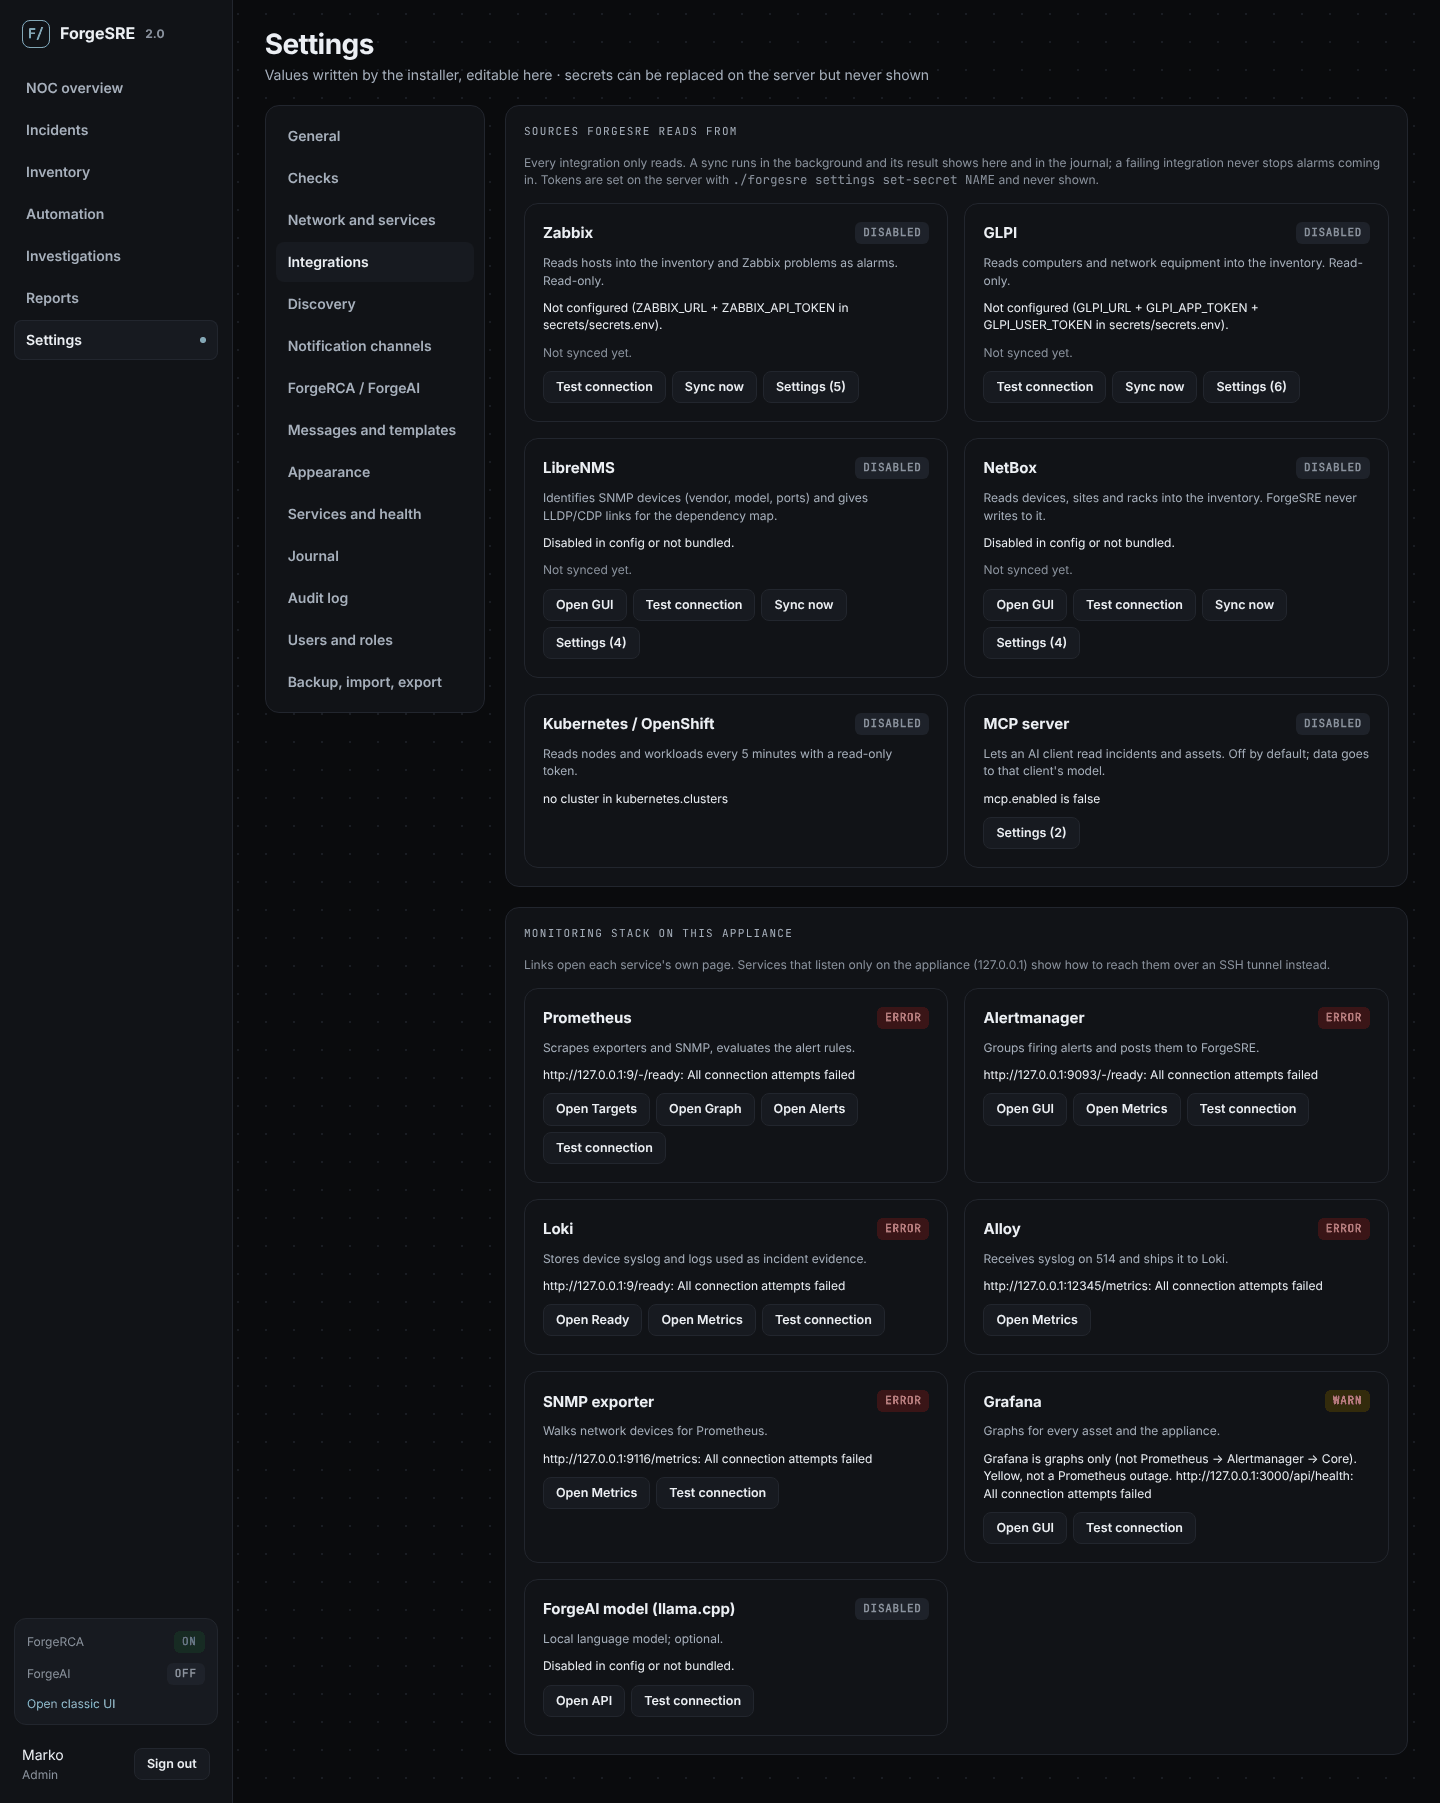 F/ ForgeSRE 2.0
NOC overview
Incidents
Inventory
Automation
Investigations
Reports
Settings
ForgeRCA ON
ForgeAI OFF
Open classic UI
Marko
Admin
Sign out
Settings
Values written by the installer, editable here · secrets can be replaced on the server but never shown
General
Checks
Network and services
Integrations
Discovery
Notification channels
ForgeRCA / ForgeAI
Messages and templates
Appearance
Services and health
Journal
Audit log
Users and roles
Backup, import, export
SOURCES FORGESRE READS FROM
Every integration only reads. A sync runs in the background and its result shows here and in the journal; a failing integration never stops alarms coming
in. Tokens are set on the server with ./forgesre settings set-secret NAME and never shown.
Zabbix DISABLED
Reads hosts into the inventory and Zabbix problems as alarms.
Read-only.
Not configured (ZABBIX_URL + ZABBIX_API_TOKEN in
secrets/secrets.env).
Not synced yet.
Test connection Sync now Settings (5)
GLPI DISABLED
Reads computers and network equipment into the inventory. Read-
only.
Not configured (GLPI_URL + GLPI_APP_TOKEN +
GLPI_USER_TOKEN in secrets/secrets.env).
Not synced yet.
Test connection Sync now Settings (6)
LibreNMS DISABLED
Identifies SNMP devices (vendor, model, ports) and gives
LLDP/CDP links for the dependency map.
Disabled in config or not bundled.
Not synced yet.
Open GUI Test connection Sync now
Settings (4)
NetBox DISABLED
Reads devices, sites and racks into the inventory. ForgeSRE never
writes to it.
Disabled in config or not bundled.
Not synced yet.
Open GUI Test connection Sync now
Settings (4)
Kubernetes / OpenShift DISABLED
Reads nodes and workloads every 5 minutes with a read-only
token.
no cluster in kubernetes.clusters
MCP server DISABLED
Lets an AI client read incidents and assets. Off by default; data goes
to that client's model.
mcp.enabled is false
Settings (2)
MONITORING STACK ON THIS APPLIANCE
Links open each service's own page. Services that listen only on the appliance (127.0.0.1) show how to reach them over an SSH tunnel instead.
Prometheus ERROR
Scrapes exporters and SNMP, evaluates the alert rules.
http://127.0.0.1:9/-/ready: All connection attempts failed
Open Targets Open Graph Open Alerts
Test connection
Alertmanager ERROR
Groups firing alerts and posts them to ForgeSRE.
http://127.0.0.1:9093/-/ready: All connection attempts failed
Open GUI Open Metrics Test connection
Loki ERROR
Stores device syslog and logs used as incident evidence.
http://127.0.0.1:9/ready: All connection attempts failed
Open Ready Open Metrics Test connection
Alloy ERROR
Receives syslog on 514 and ships it to Loki.
http://127.0.0.1:12345/metrics: All connection attempts failed
Open Metrics
SNMP exporter ERROR
Walks network devices for Prometheus.
http://127.0.0.1:9116/metrics: All connection attempts failed
Open Metrics Test connection
Grafana WARN
Graphs for every asset and the appliance.
Grafana is graphs only (not Prometheus → Alertmanager → Core).
Yellow, not a Prometheus outage. http://127.0.0.1:3000/api/health:
All connection attempts failed
Open GUI Test connection
ForgeAI model (llama.cpp) DISABLED
Local language model; optional.
Disabled in config or not bundled.
Open API Test connection